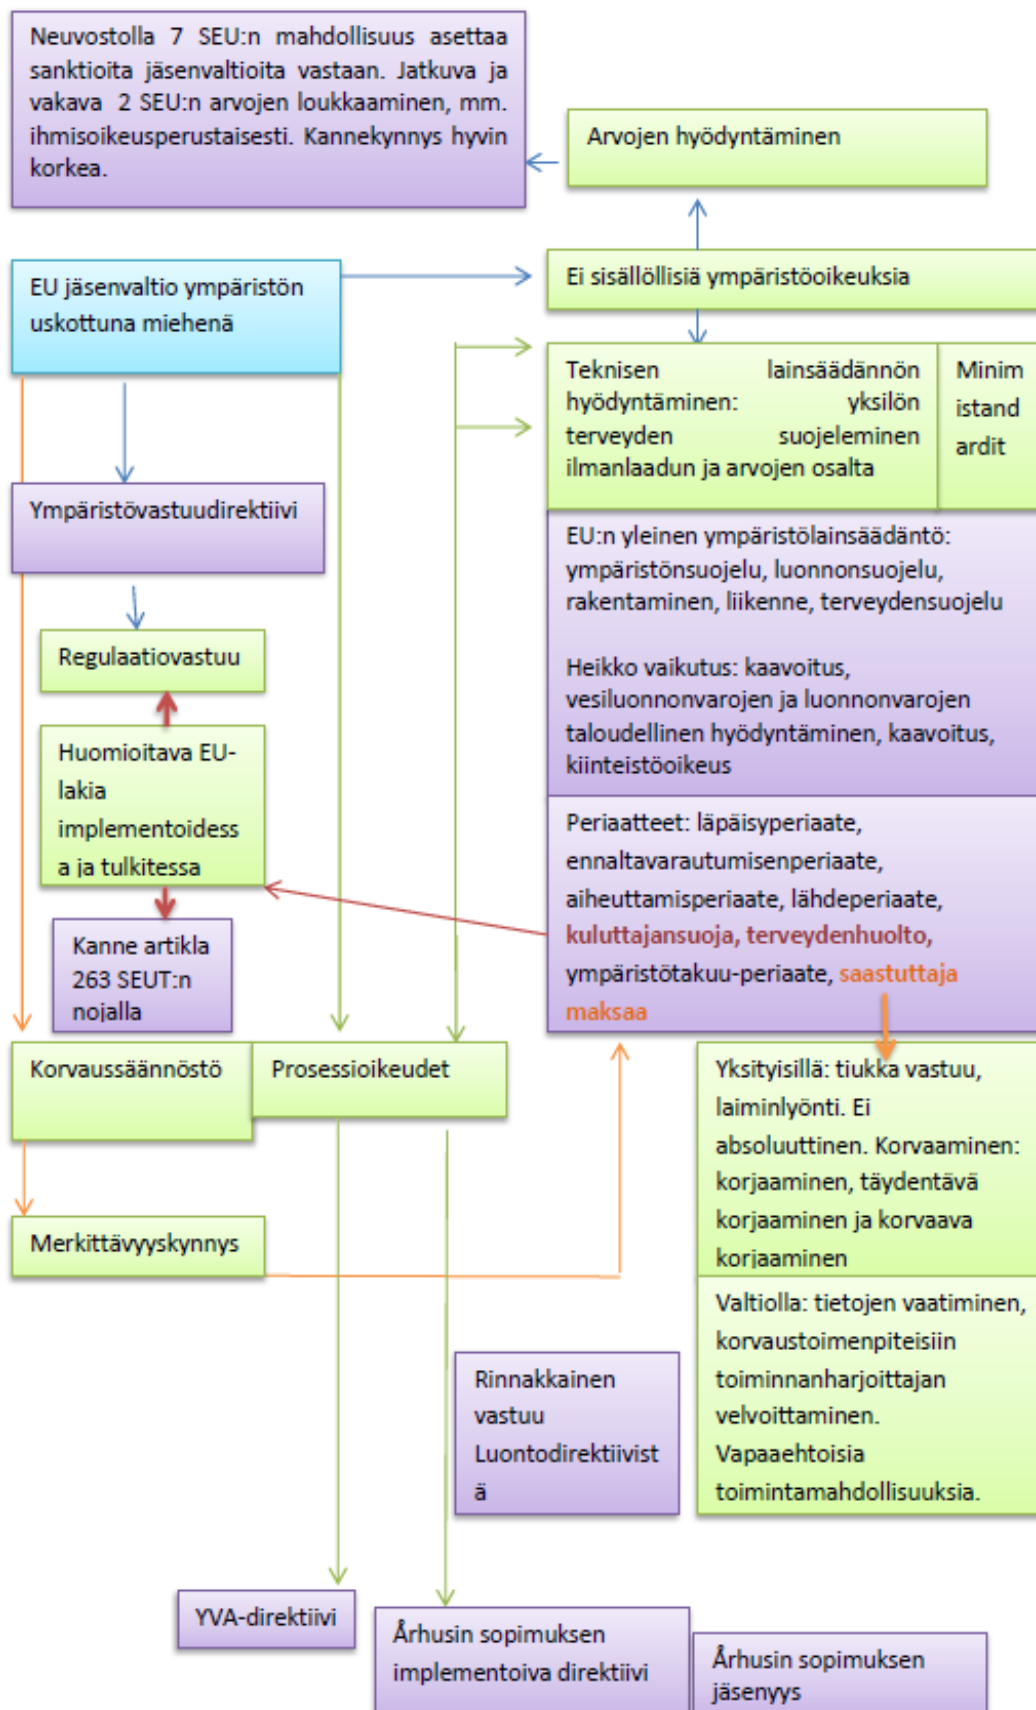 Neuvostolla 7 SEU:n mahdollisuus asettaa
sanktioita jäsenvaltioita vastaan. Jatkuva ja
vakava 2 SEU:n arvojen loukkaaminen, mm.
ihmisoikeusperustaisesti. Kannekynnys hyvin
korkea.
Arvojen hyödyntäminen
EU jäsenvaltio ympäristön
uskottuna miehenä
Ei sisällöllisiä ympäristöoikeuksia
Teknisen lainsäädännön
hyödyntäminen: yksilön
terveyden suojeleminen
ilmanlaadun ja arvojen osalta
Minim
istand
ardit
Ympäristövastuudirektiivi
EU:n yleinen ympäristölainsäädäntö:
ympäristönsuojelu, luonnonsuojelu,
rakentaminen, liikenne, terveydensuojelu
Heikko vaikutus: kaavoitus,
vesiluonnonvarojen ja luonnonvarojen
taloudellinen hyödyntäminen, kaavoitus,
kiinteistöoikeus
Regulaatiovastuu
Huomioitava EU-
lakia
implementoidess
a ja tulkitessa
Periaatteet: läpäisyperiaate,
ennaltavarautumisenperiaate,
aiheuttamisperiaate, lähdeperiaate,
kuluttajansuoja, terveydenhuolto,
ympäristötakuu-periaate, saastuttaja
maksaa
Kanne artikla
263 SEUT:n
nojalla
Korvaussäännöstö
Prosessioikeudet
Yksityisillä: tiukka vastuu,
laiminlyönti. Ei
absoluuttinen. Korvaaminen:
korjaaminen, täydentävä
korjaaminen ja korvaava
korjaaminen
Merkittävyyskynnys
Valtiolla: tietojen vaatiminen,
korvaustoimenpiteisiin
toiminnanharjoittajan
velvoittaminen.
Vapaaehtoisia
toimintamahdollisuuksia.
Rinnakkainen
vastuu
Luontodirektiivist
ä
YVA-direktiivi
Århusin sopimuksen
implementoiva direktiivi
Århusin sopimuksen
jäsenyys